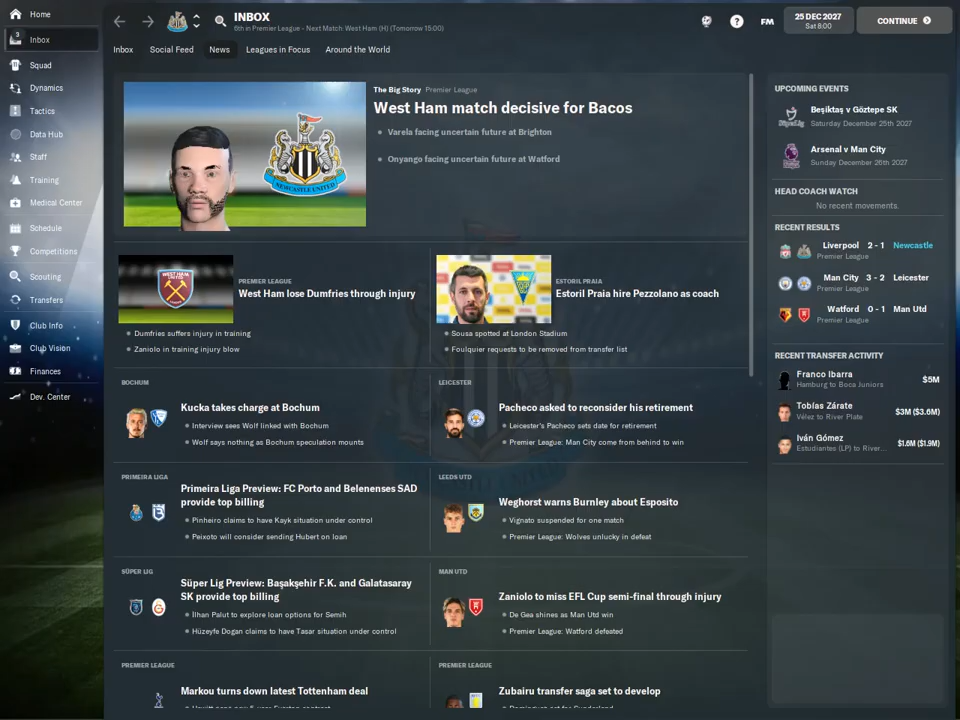 Home
3
Inbox
Squad
Dynamics
Tactics
Data Hub
Staff
Training
Medical Center
Schedule
Competitions
Scouting
Transfers
Club Info
Club Vision
Finances
Dev. Center
INBOX
6th in Premier League - Next Match: West Ham (H) (Tomorrow 15:00)
?
FM
25 DEC 2027
Sat 8:00
CONTINUE
Inbox Social Feed News Leagues in Focus Around the World
The Big Story Premier League
West Ham match decisive for Bacos
Varela facing uncertain future at Brighton
Onyango facing uncertain future at Watford
NEWCASTLE UNITED
PREMIER LEAGUE
West Ham lose Dumfries through injury
Dumfries suffers injury in training
Zaniolo in training injury blow
ESTORIL PRAIA
Estoril Praia hire Pezzolano as coach
Sousa spotted at London Stadium
Foulquier requests to be removed from transfer list
BOCHUM
Kucka takes charge at Bochum
Interview sees Wolf linked with Bochum
Wolf says nothing as Bochum speculation mounts
LEICESTER
Pacheco asked to reconsider his retirement
Leicester's Pacheco sets date for retirement
Premier League: Man City come from behind to win
PRIMEIRA LIGA
Primeira Liga Preview: FC Porto and Belenenses SAD
provide top billing
Pinheiro claims to have Kayk situation under control
Peixoto will consider sending Hubert on loan
LEEDS UTD
Weghorst warns Burnley about Esposito
Vignato suspended for one match
Premier League: Wolves unlucky in defeat
SÜPER LIG
Süper Lig Preview: Başakşehir F.K. and Galatasaray
SK provide top billing
Ilhan Palut to explore loan options for Semih
Hüzeyfe Dogan claims to have Tasar situation under control
MAN UTD
Zaniolo to miss EFL Cup semi-final through injury
De Gea shines as Man Utd win
Premier League: Watford defeated
PREMIER LEAGUE
Markou turns down latest Tottenham deal
PREMIER LEAGUE
Zubairu transfer saga set to develop
UPCOMING EVENTS
Beşiktaş v Göztepe SK
Saturday December 25th 2027
Arsenal v Man City
Sunday December 26th 2027
HEAD COACH WATCH
No recent movements.
RECENT RESULTS
Liverpool 2 - 1 Newcastle
Premier League
Man City 3 - 2 Leicester
Premier League
Watford 0 - 1 Man Utd
Premier League
RECENT TRANSFER ACTIVITY
Franco Ibarra
Hamburg to Boca Juniors
$5M
Tobías Zárate
Vélez to River Plate
$3M ($3.6M)
Iván Gómez
Estudiantes (LP) to River...
$1.6M ($1.9M)